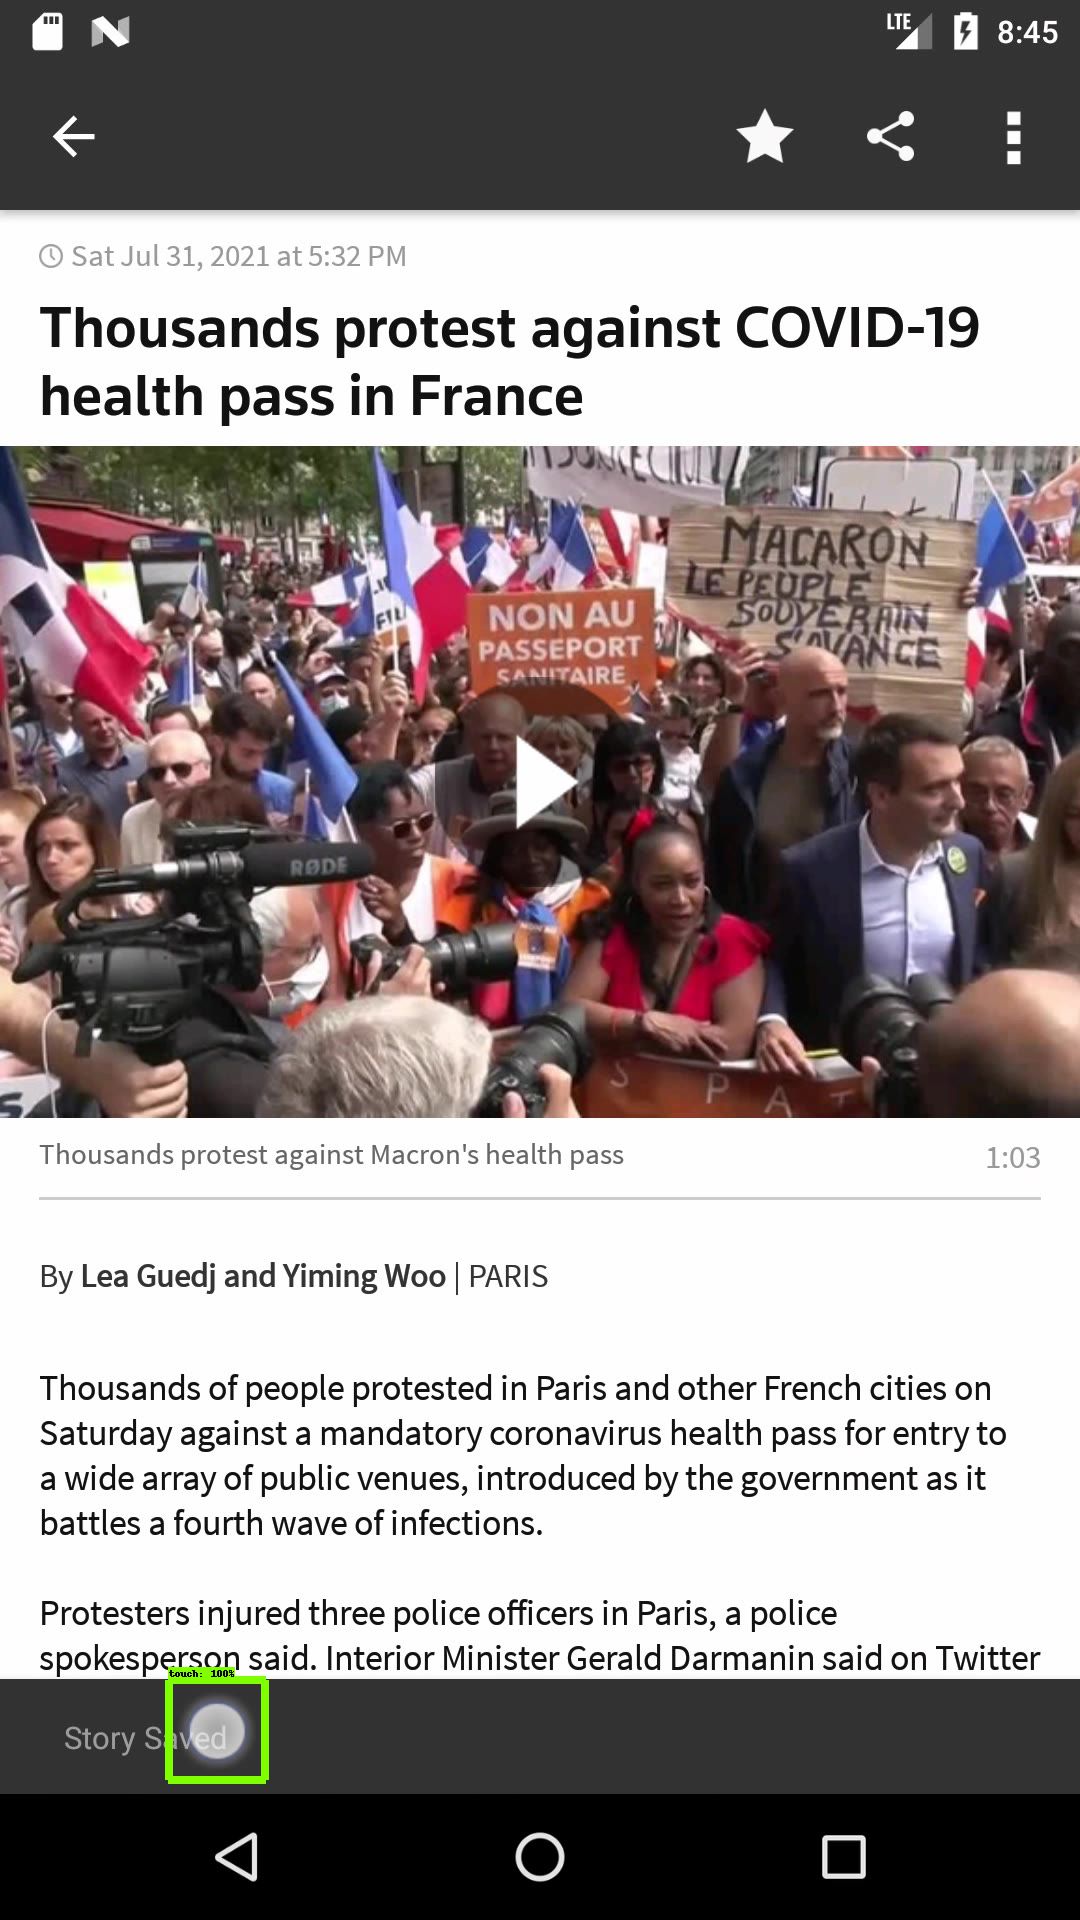 LTE 8:45
Sat Jul 31, 2021 at 5:32 PM
Thousands protest against COVID-19
health pass in France
MACARON
LE PEUPLE
SOUVERAIN
S'AVANCE
NON AU
PASSEPORT
SANITAIRE
RØDE
S P A
Thousands protest against Macron's health pass 1:03
By Lea Guedj and Yiming Woo | PARIS
Thousands of people protested in Paris and other French cities on
Saturday against a mandatory coronavirus health pass for entry to
a wide array of public venues, introduced by the government as it
battles a fourth wave of infections.
Protesters injured three police officers in Paris, a police
spokesperson said. Interior Minister Gerald Darmanin said on Twitter
touch: 100%
Story Saved